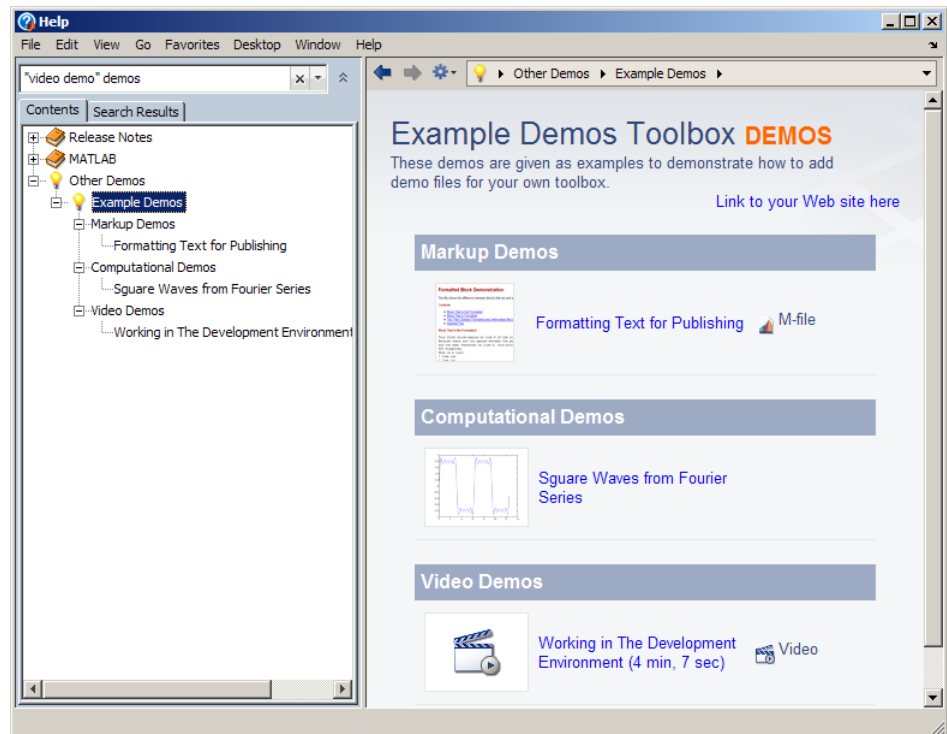 Help
File Edit View Go Favorites Desktop Window Help
"video demo" demos
Other Demos Example Demos
Contents Search Results
Release Notes
MATLAB
Other Demos
Example Demos
Markup Demos
Formatting Text for Publishing
Computational Demos
Sguare Waves from Fourier Series
Video Demos
Working in The Development Environment
Example Demos Toolbox DEMOS
These demos are given as examples to demonstrate how to add
demo files for your own toolbox.
Link to your Web site here
Markup Demos
Formatted Block Demonstration
Formatting Text for Publishing
M-file
Computational Demos
Sguare Waves from Fourier
Series
Video Demos
Working in The Development
Environment (4 min, 7 sec)
Video